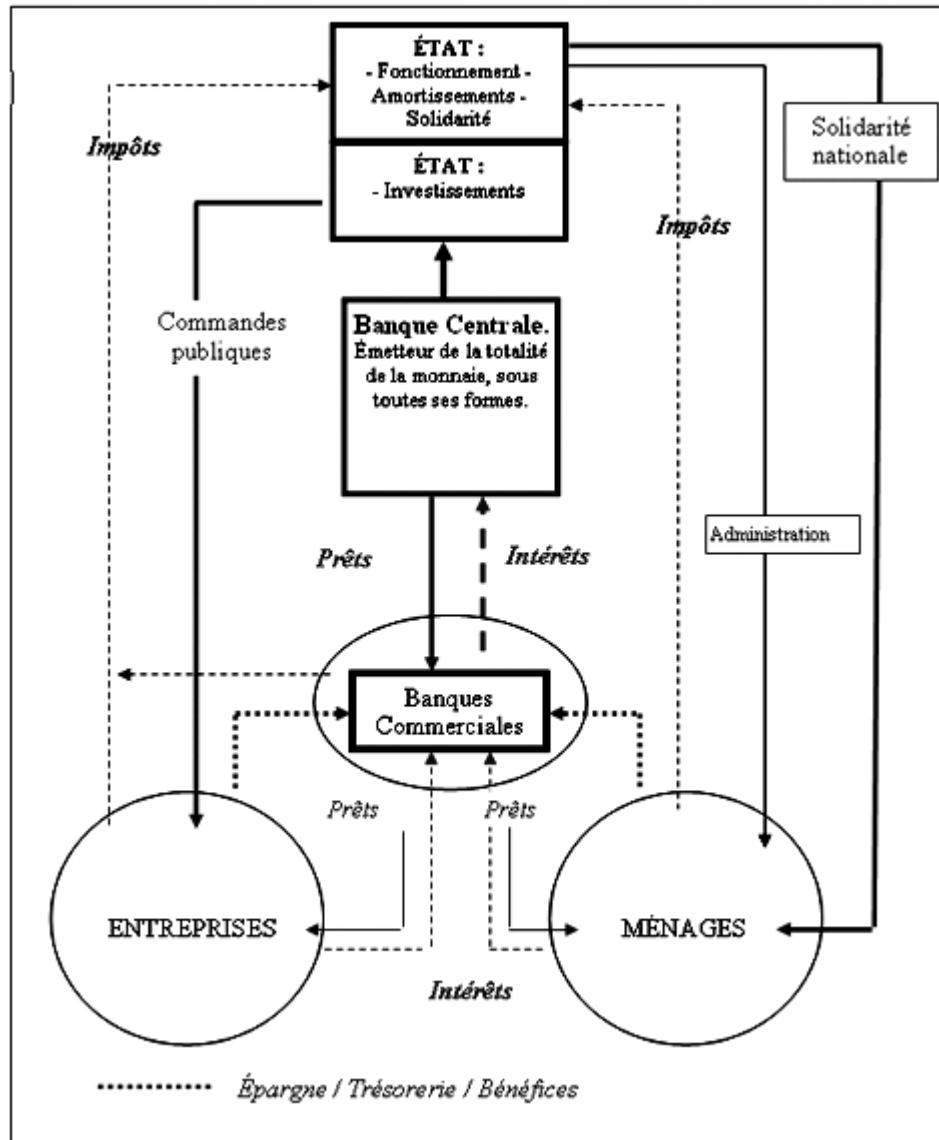 ÉTAT :
- Fonctionnement -
Amortissements -
Solidarité
ÉTAT :
- Investissements
Impôts
Solidarité
nationale
Impôts
Commandes
publiques
Banque Centrale.
Émetteur de la totalité
de la monnaie, sous
toutes ses formes.
Administration
Prêts
Intérêts
Banques
Commerciales
Prêts
Prêts
ENTREPRISES
MÉNAGES
Intérêts
Épargne / Trésorerie / Bénéfices